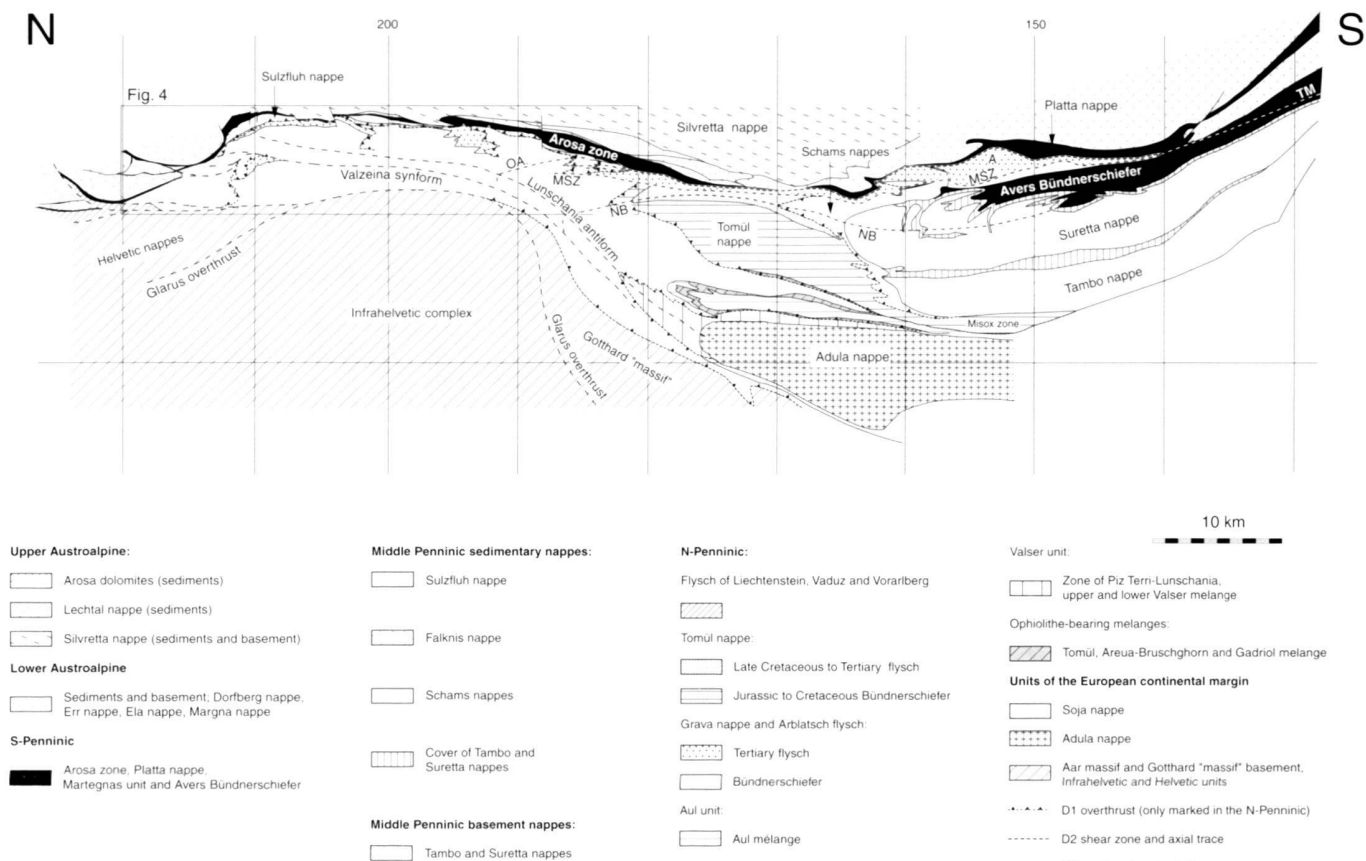 N
S
200
150
Fig. 4
Sulzfluh nappe
Silvretta nappe
Platta nappe
TM
Arosa zone
Schams nappes
A
MSZ
OA
MSZ
Avers Bündnerschiefer
Valzeina synform
Lunschania antiform
NB
NB
Tomül
nappe
Suretta nappe
Helvetic nappes
Glarus overthrust
Tambo nappe
Infrahelvetic complex
Misox zone
Glarus overthrust
Gotthard "massif"
Adula nappe
10 km
Upper Austroalpine:
Arosa dolomites (sediments)
Lechtal nappe (sediments)
Silvretta nappe (sediments and basement)
Lower Austroalpine
Sediments and basement; Dorfberg nappe,
Err nappe, Ela nappe, Margna nappe
S-Penninic
Arosa zone, Platta nappe,
Martegnas unit and Avers Bündnerschiefer
Middle Penninic sedimentary nappes:
Sulzfluh nappe
Falknis nappe
Schams nappes
Cover of Tambo and
Suretta nappes
Middle Penninic basement nappes:
Tambo and Suretta nappes
N-Penninic:
Flysch of Liechtenstein, Vaduz and Vorarlberg
Tomül nappe:
Late Cretaceous to Tertiary flysch
Jurassic to Cretaceous Bündnerschiefer
Grava nappe and Arblatsch flysch:
Tertiary flysch
Bündnerschiefer
Aul unit:
Aul mélange
Valser unit:
Zone of Piz Terri-Lunschania,
upper and lower Valser melange
Ophiolithe-bearing melanges:
Tomül, Areua-Bruschghorn and Gadriol melange
Units of the European continental margin
Soja nappe
Adula nappe
Aar massif and Gotthard "massif" basement,
Infrahelvetic and Helvetic units
D1 overthrust (only marked in the N-Penninic)
D2 shear zone and axial trace